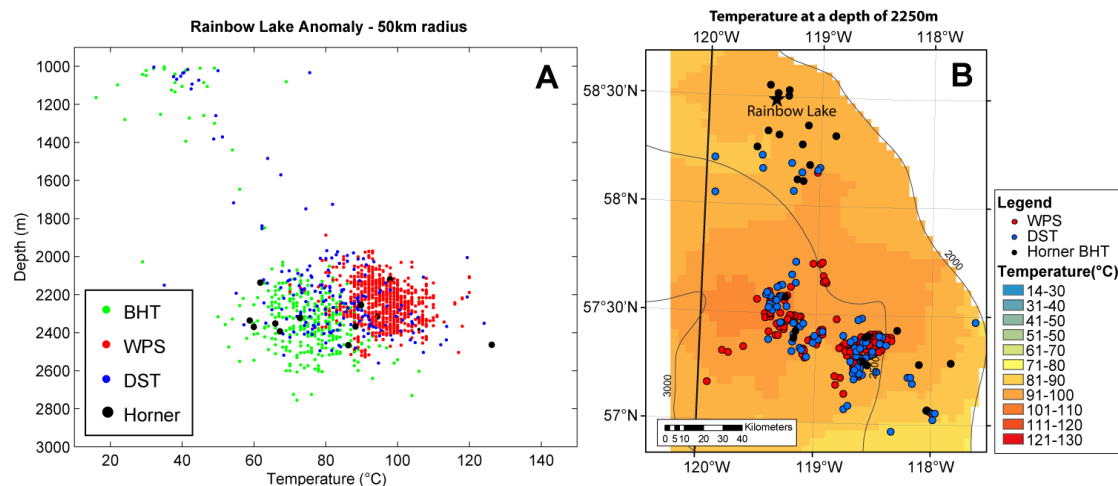 Rainbow Lake Anomaly - 50km radius
A
Depth (m)
1000
1200
1400
1600
1800
2000
2200
2400
2600
2800
3000
BHT
WPS
DST
Horner
20 40 60 80 100 120 140
Temperature (°C)
Temperature at a depth of 2250m
120°W 119°W 118°W
B
58°30'N
58°N
57°30'N
57°N
Rainbow Lake
2000
3000
Kilometers
0 5 10 20 30 40
120°W 119°W 118°W
Legend
WPS
DST
Horner BHT
Temperature(°C)
14-30
31-40
41-50
51-50
61-70
71-80
81-90
91-100
101-110
111-120
121-130